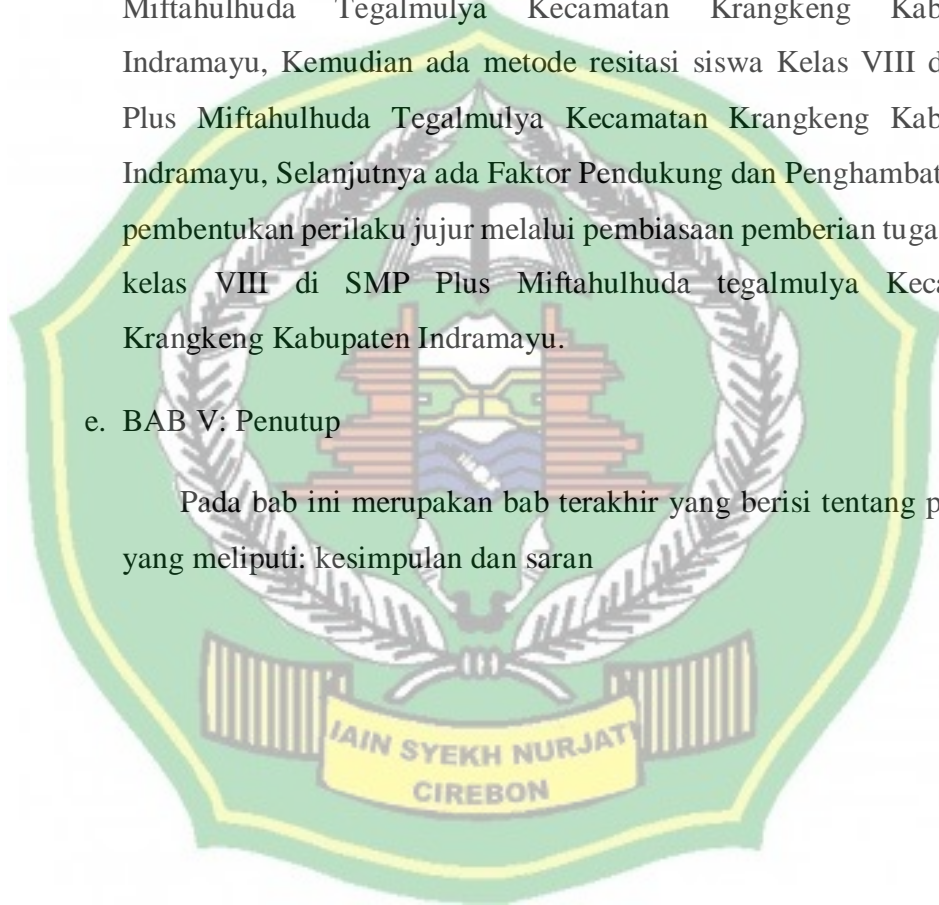 Miftahulhuda Tegalmulya Kecamatan Krangkeng Kab
Indramayu, Kemudian ada metode resitasi siswa Kelas VIII d
Plus Miftahulhuda Tegalmulya Kecamatan Krangkeng Kab
Indramayu, Selanjutnya ada Faktor Pendukung dan Penghambat
pembentukan perilaku jujur melalui pembiasaan pemberian tuga
kelas VIII di SMP Plus Miftahulhuda tegalmulya Keca
Krangkeng Kabupaten Indramayu.
e. BAB V: Penutup
Pada bab ini merupakan bab terakhir yang berisi tentang p
yang meliputi: kesimpulan dan saran
IAIN SYEKH NURJATI
CIREBON